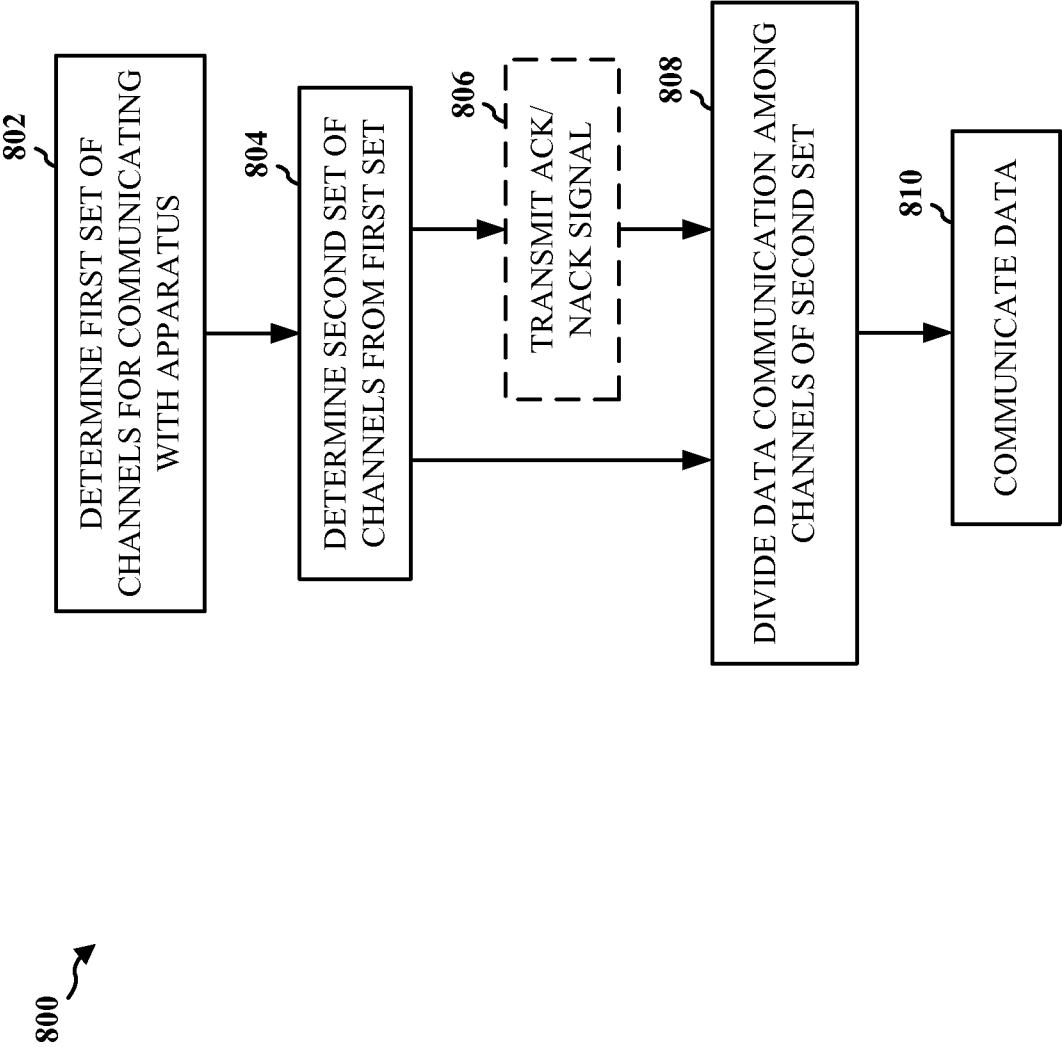 800
802
DETERMINE FIRST SET OF
CHANNELS FOR COMMUNICATING
WITH APPARATUS
804
DETERMINE SECOND SET OF
CHANNELS FROM FIRST SET
806
TRANSMIT ACK/
NACK SIGNAL
808
DIVIDE DATA COMMUNICATION AMONG
CHANNELS OF SECOND SET
810
COMMUNICATE DATA